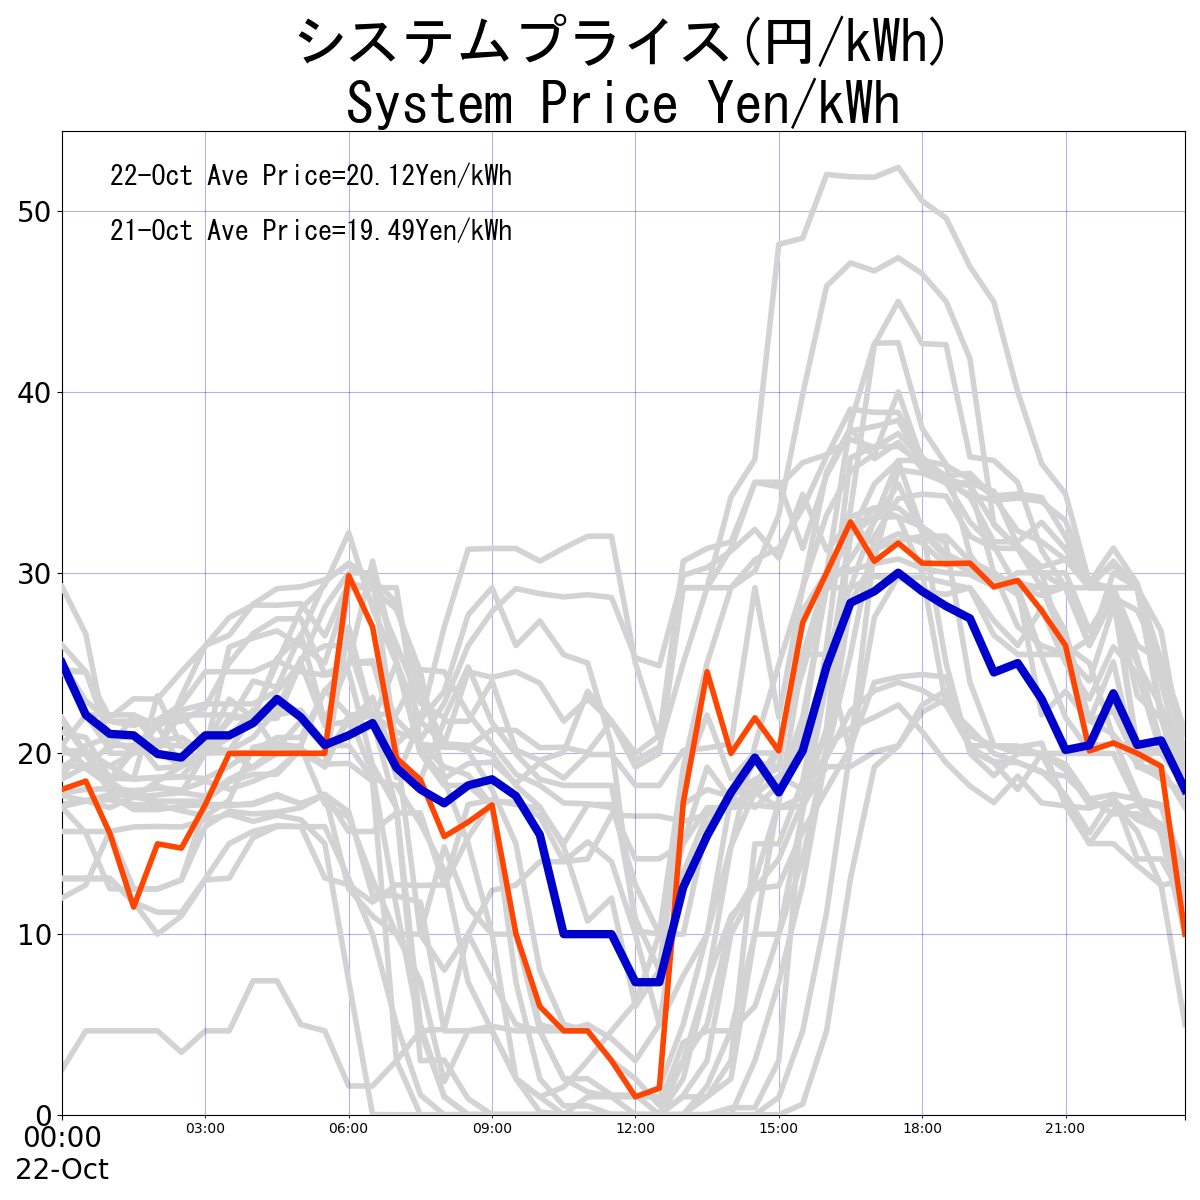 システムプライス(円/kWh)
System Price Yen/kWh
22-Oct Ave Price=20.12Yen/kWh
21-Oct Ave Price=19.49Yen/kWh
50
40
30
20
10
0
00:00 03:00 06:00 09:00 12:00 15:00 18:00 21:00
22-Oct